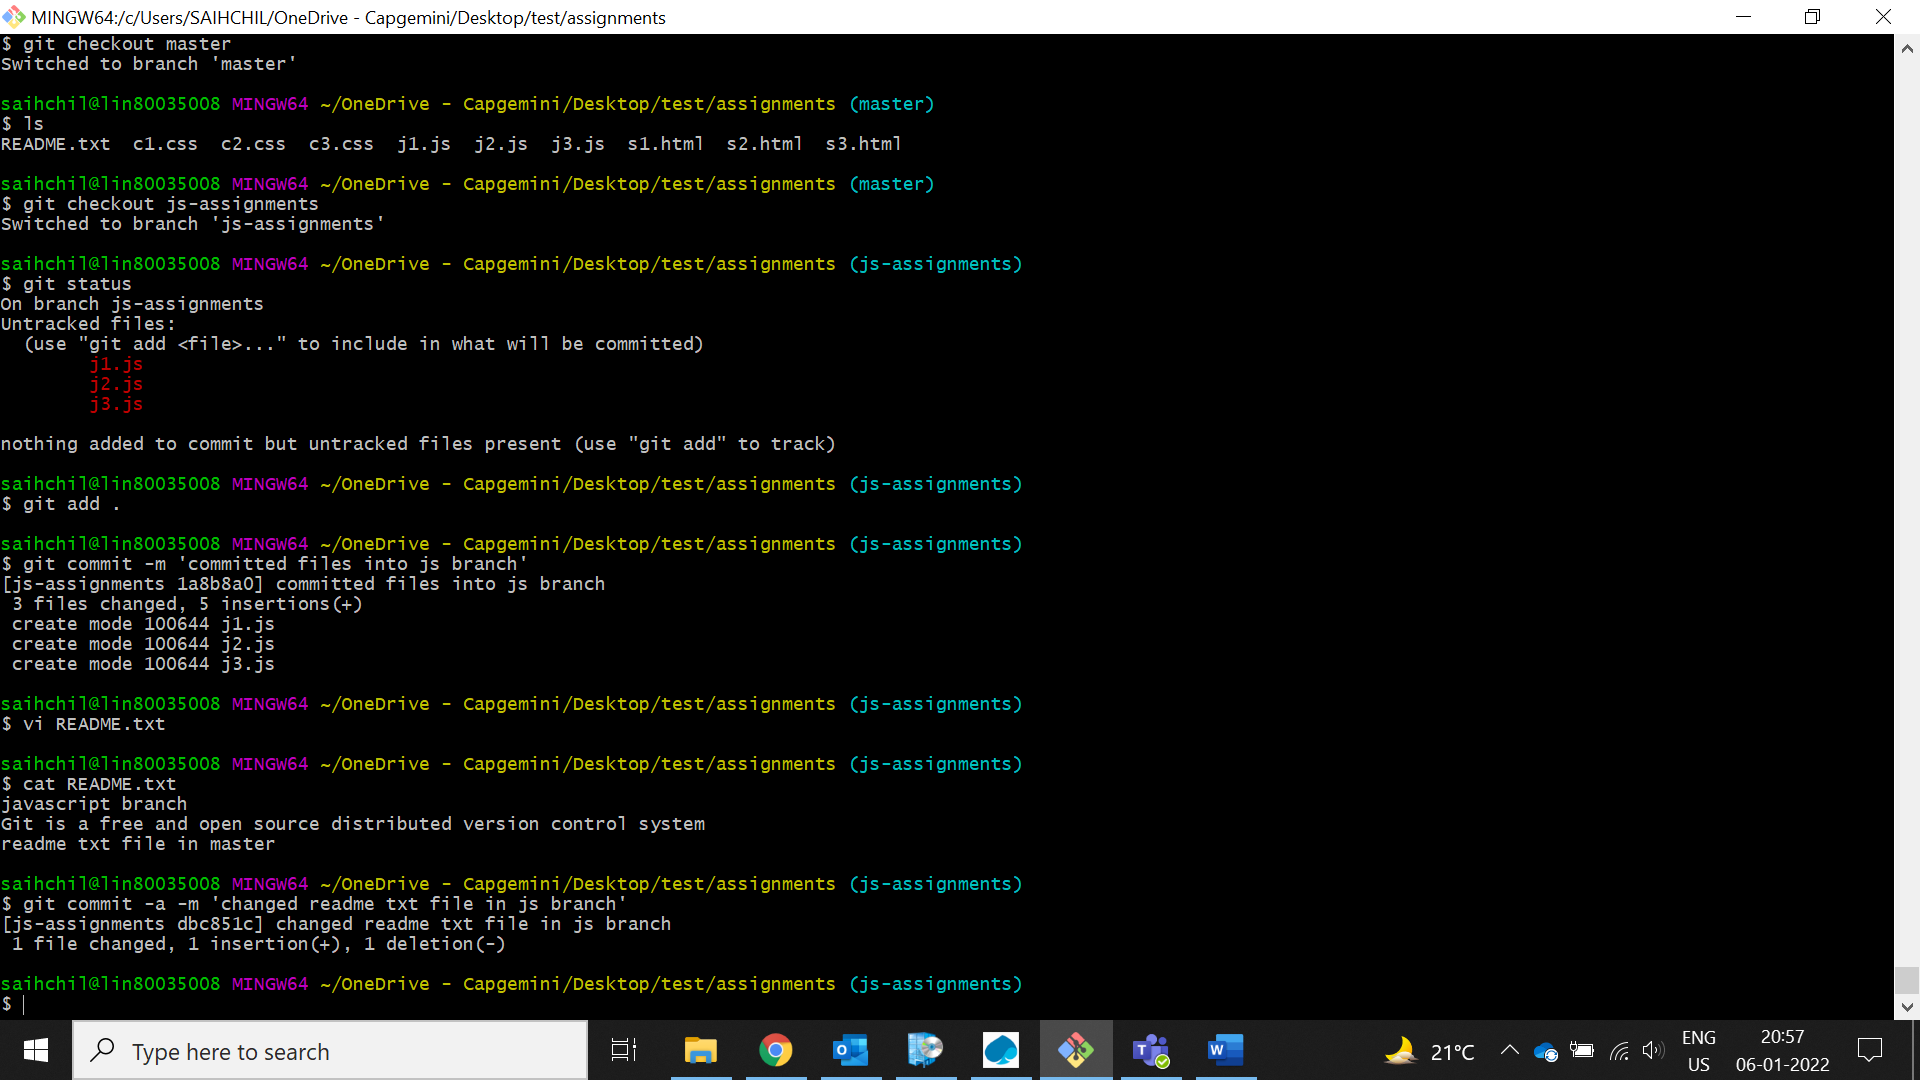 MINGW64:/c/Users/SAIHCHIL/OneDrive - Capgemini/Desktop/test/assignments
$ git checkout master
Switched to branch 'master'
saihchil@lin80035008 MINGW64 ~/OneDrive - Capgemini/Desktop/test/assignments (master)
$ ls
README.txt  c1.css  c2.css  c3.css  j1.js  j2.js  j3.js  s1.html  s2.html  s3.html
saihchil@lin80035008 MINGW64 ~/OneDrive - Capgemini/Desktop/test/assignments (master)
$ git checkout js-assignments
Switched to branch 'js-assignments'
saihchil@lin80035008 MINGW64 ~/OneDrive - Capgemini/Desktop/test/assignments (js-assignments)
$ git status
On branch js-assignments
Untracked files:
  (use "git add <file>..." to include in what will be committed)
        j1.js
        j2.js
        j3.js
nothing added to commit but untracked files present (use "git add" to track)
saihchil@lin80035008 MINGW64 ~/OneDrive - Capgemini/Desktop/test/assignments (js-assignments)
$ git add .
saihchil@lin80035008 MINGW64 ~/OneDrive - Capgemini/Desktop/test/assignments (js-assignments)
$ git commit -m 'committed files into js branch'
[js-assignments 1a8b8a0] committed files into js branch
 3 files changed, 5 insertions(+)
 create mode 100644 j1.js
 create mode 100644 j2.js
 create mode 100644 j3.js
saihchil@lin80035008 MINGW64 ~/OneDrive - Capgemini/Desktop/test/assignments (js-assignments)
$ vi README.txt
saihchil@lin80035008 MINGW64 ~/OneDrive - Capgemini/Desktop/test/assignments (js-assignments)
$ cat README.txt
javascript branch
Git is a free and open source distributed version control system
readme txt file in master
saihchil@lin80035008 MINGW64 ~/OneDrive - Capgemini/Desktop/test/assignments (js-assignments)
$ git commit -a -m 'changed readme txt file in js branch'
[js-assignments dbc851c] changed readme txt file in js branch
 1 file changed, 1 insertion(+), 1 deletion(-)
saihchil@lin80035008 MINGW64 ~/OneDrive - Capgemini/Desktop/test/assignments (js-assignments)
$
Type here to search
21°C
ENG
US
20:57
06-01-2022